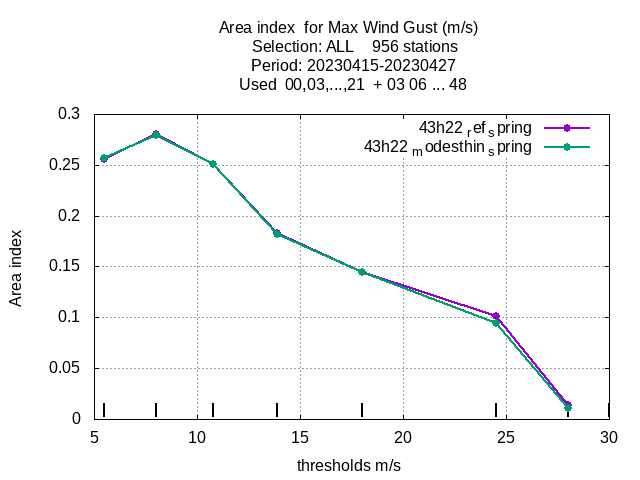 Area index  for Max Wind Gust (m/s)
Selection: ALL    956 stations
Period: 20230415-20230427
Used  00,03,...,21  + 03 06 ... 48
43h22 ref spring
43h22 modesthin spring
0.3
0.25
0.2
0.15
0.1
0.05
0
Area index
5 10 15 20 25 30
thresholds m/s